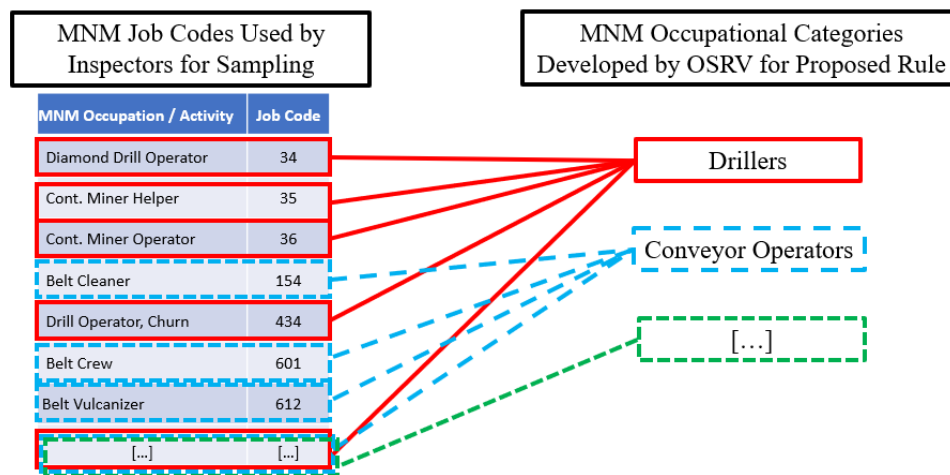 MNM Job Codes Used by
Inspectors for Sampling
MNM Occupational Categories
Developed by OSRV for Proposed Rule
MNM Occupation / Activity Job Code
Diamond Drill Operator 34
Cont. Miner Helper 35
Cont. Miner Operator 36
Belt Cleaner 154
Drill Operator, Churn 434
Belt Crew 601
Belt Vulcanizer 612
[...] [...]
Drillers
Conveyor Operators
[...]